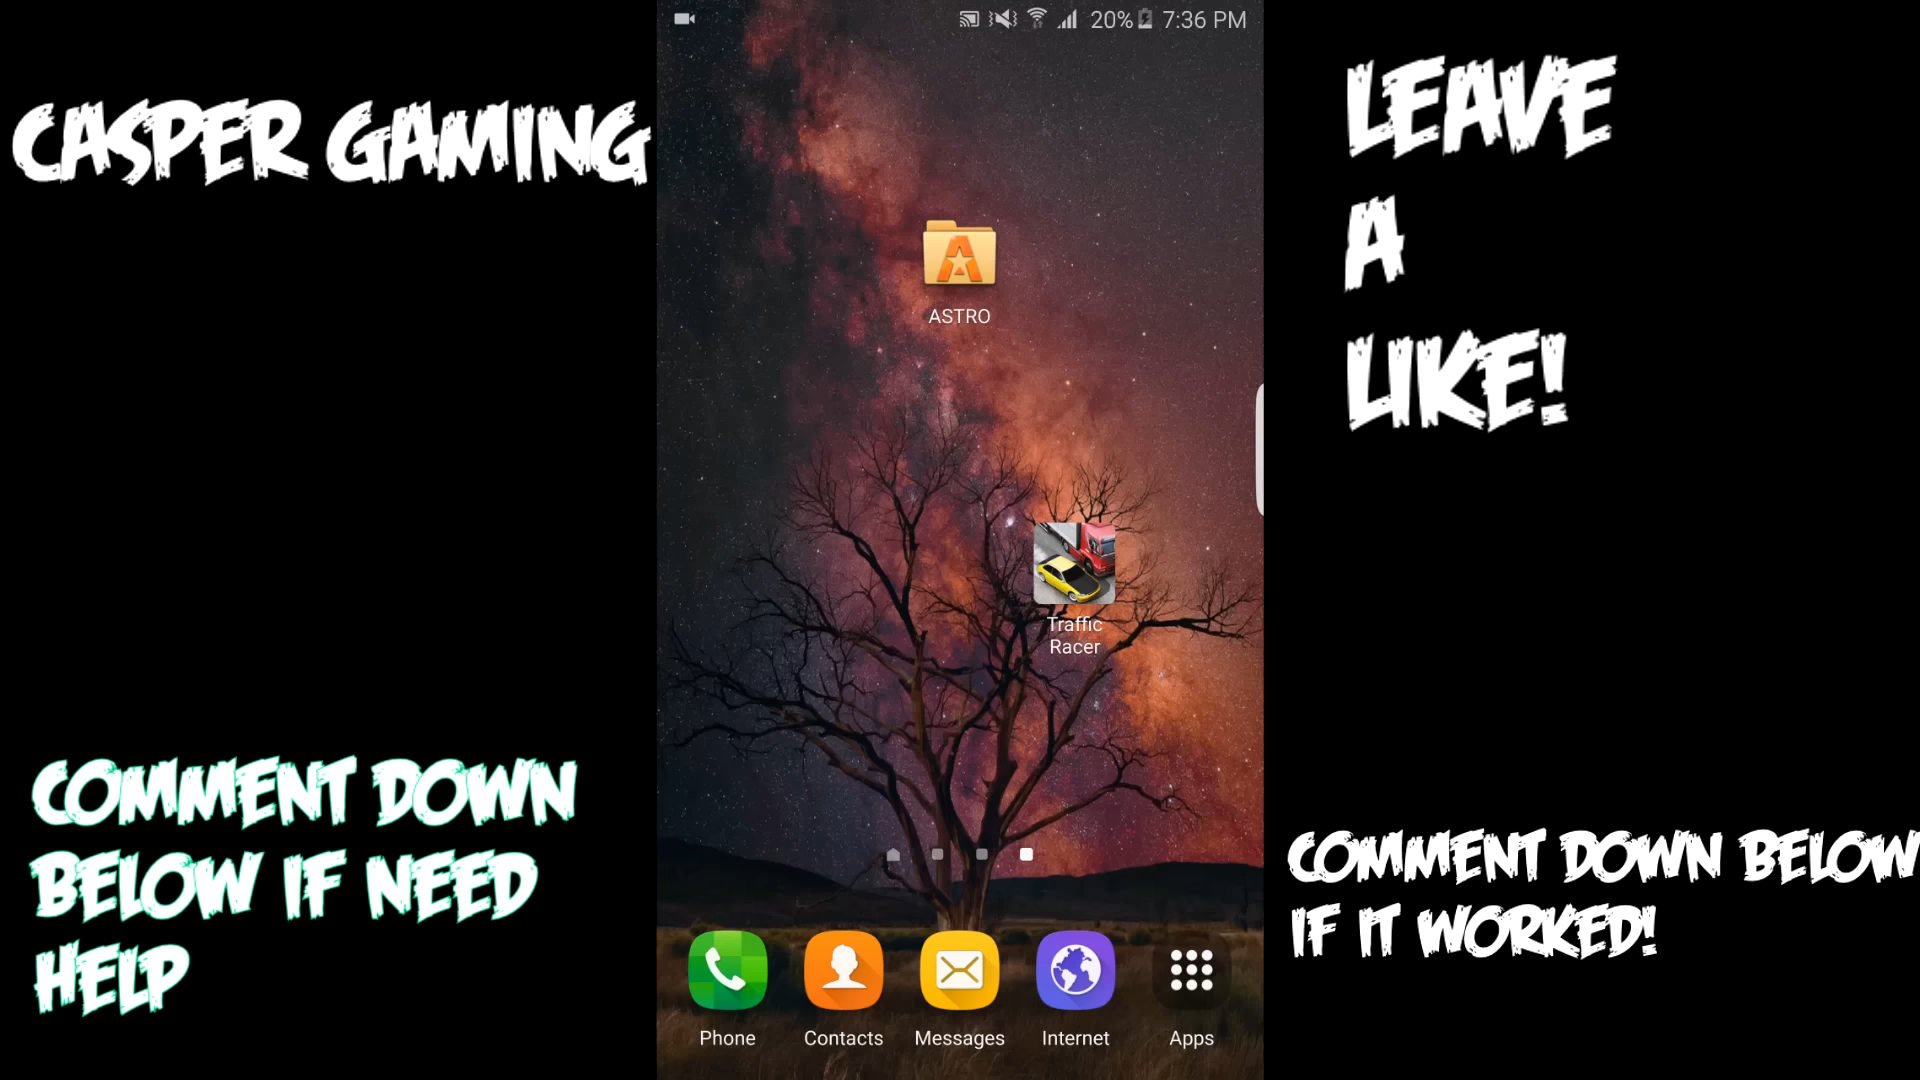 CASPER GAMING
20% 7:36 PM
LEAVE
A
LIKE!
ASTRO
Traffic
Racer
COMMENT DOWN
BELOW IF NEED
HELP
COMMENT DOWN BELOW
IF IT WORKED!
Phone
Contacts
Messages
Internet
Apps